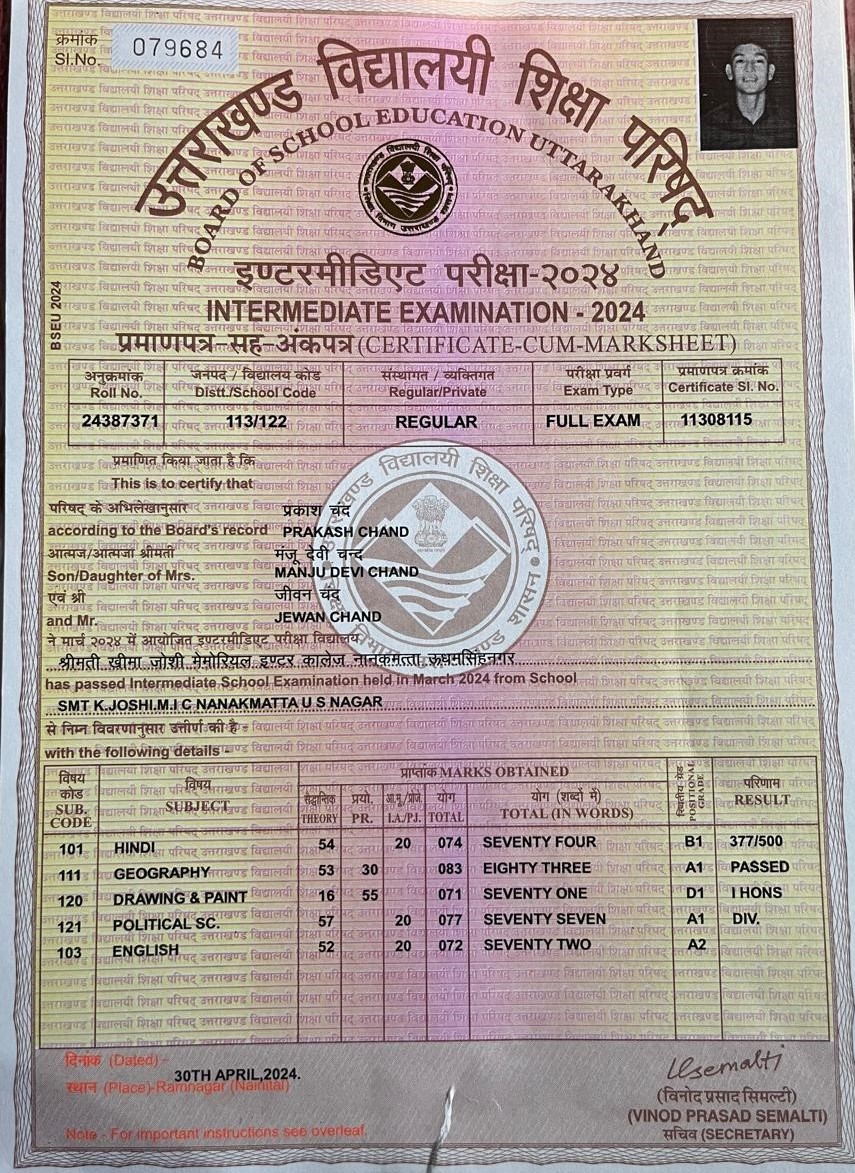 क्रमांक
Sl.No. 079684
उत्तराखण्ड विद्यालयी शिक्षा परिषद्
BOARD OF SCHOOL EDUCATION UTTARAKHAND
इण्टरमीडिएट परीक्षा-२०२४
INTERMEDIATE EXAMINATION - 2024
BSEU 2024
प्रमाणपत्र-सह-अंकपत्र (CERTIFICATE-CUM-MARKSHEET)
अनुक्रमांक जनपद / विद्यालय कोड संस्थागत / व्यक्तिगत परीक्षा प्रवर्ग प्रमाणपत्र क्रमांक
Roll No. Distt./School Code Regular/Private Exam Type Certificate Sl. No.
24387371 113/122 REGULAR FULL EXAM 11308115
प्रमाणित किया जाता है कि
This is to certify that
परिषद् के अभिलेखानुसार प्रकाश चंद
according to the Board's record PRAKASH CHAND
आत्मज/आत्मजा श्रीमती मंजू देवी चन्द
Son/Daughter of Mrs. MANJU DEVI CHAND
एवं श्री जीवन चंद
and Mr. JEWAN CHAND
ने मार्च २०२४ में आयोजित इण्टरमीडिएट परीक्षा विद्यालय
श्रीमती खीमा जोशी मेमोरियल इण्टर कालेज नानकमत्ता ऊधमसिंहनगर
has passed Intermediate School Examination held in March 2024 from School
SMT K.JOSHI.M.I C NANAKMATTA U S NAGAR
से निम्न विवरणानुसार उत्तीर्ण की है -
with the following details -
विषय कोड विषय प्राप्तांक MARKS OBTAINED स्थितीय-ग्रेड परिणाम
SUB. CODE SUBJECT सैद्धान्तिक प्रयो. योग योग (शब्दों में) POSITIONAL GRADE RESULT
THEORY PR. I.A./PJ. TOTAL TOTAL (IN WORDS)
101 HINDI 54 20 074 SEVENTY FOUR B1 377/500
111 GEOGRAPHY 53 30 083 EIGHTY THREE A1 PASSED
120 DRAWING & PAINT 16 55 071 SEVENTY ONE D1 I HONS
121 POLITICAL SC. 57 20 077 SEVENTY SEVEN A1 DIV.
103 ENGLISH 52 20 072 SEVENTY TWO A2
दिनांक (Dated) - 30TH APRIL,2024.
स्थान (Place)-Ramnagar (Nainital)
(विनोद प्रसाद सिमल्टी)
(VINOD PRASAD SEMALTI)
सचिव (SECRETARY)
Note - For important instructions see overleaf.